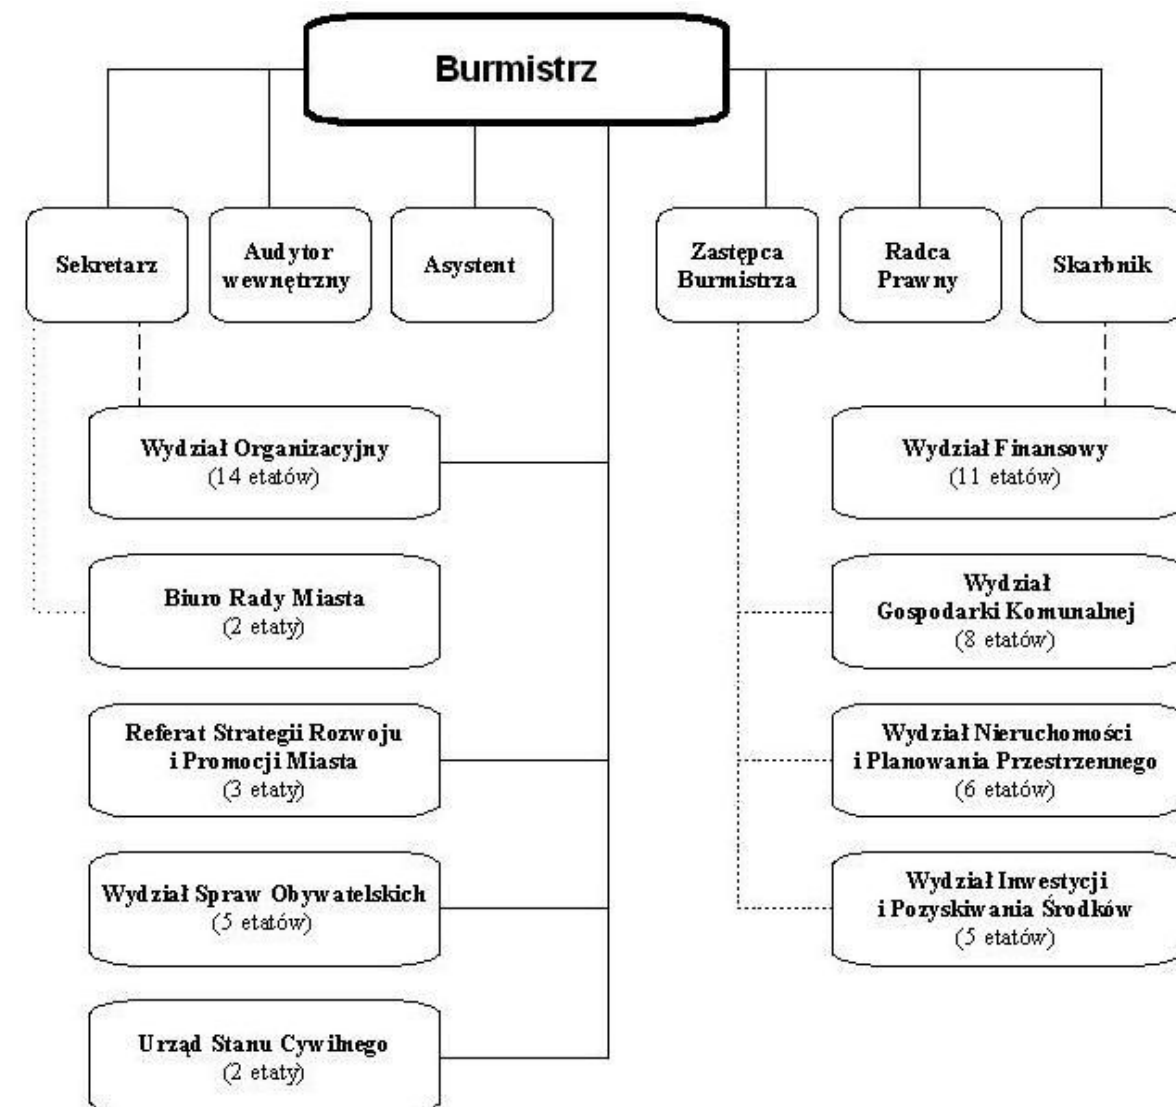 Burmistrz
Sekretarz
Audytor
wewnętrzny
Asystent
Zastępca
Burmistrza
Radca
Prawny
Skarbnik
Wydział Organizacyjny
(14 etatów)
Wydział Finansowy
(11 etatów)
Biuro Rady Miasta
(2 etaty)
Wydział
Gospodarki Komunalnej
(8 etatów)
Referat Strategii Rozwoju
i Promocji Miasta
(3 etaty)
Wydział Nieruchomości
i Planowania Przestrzennego
(6 etatów)
Wydział Spraw Obywatelskich
(5 etatów)
Wydział Inwestycji
i Pozyskiwania Środków
(5 etatów)
Urząd Stanu Cywilnego
(2 etaty)